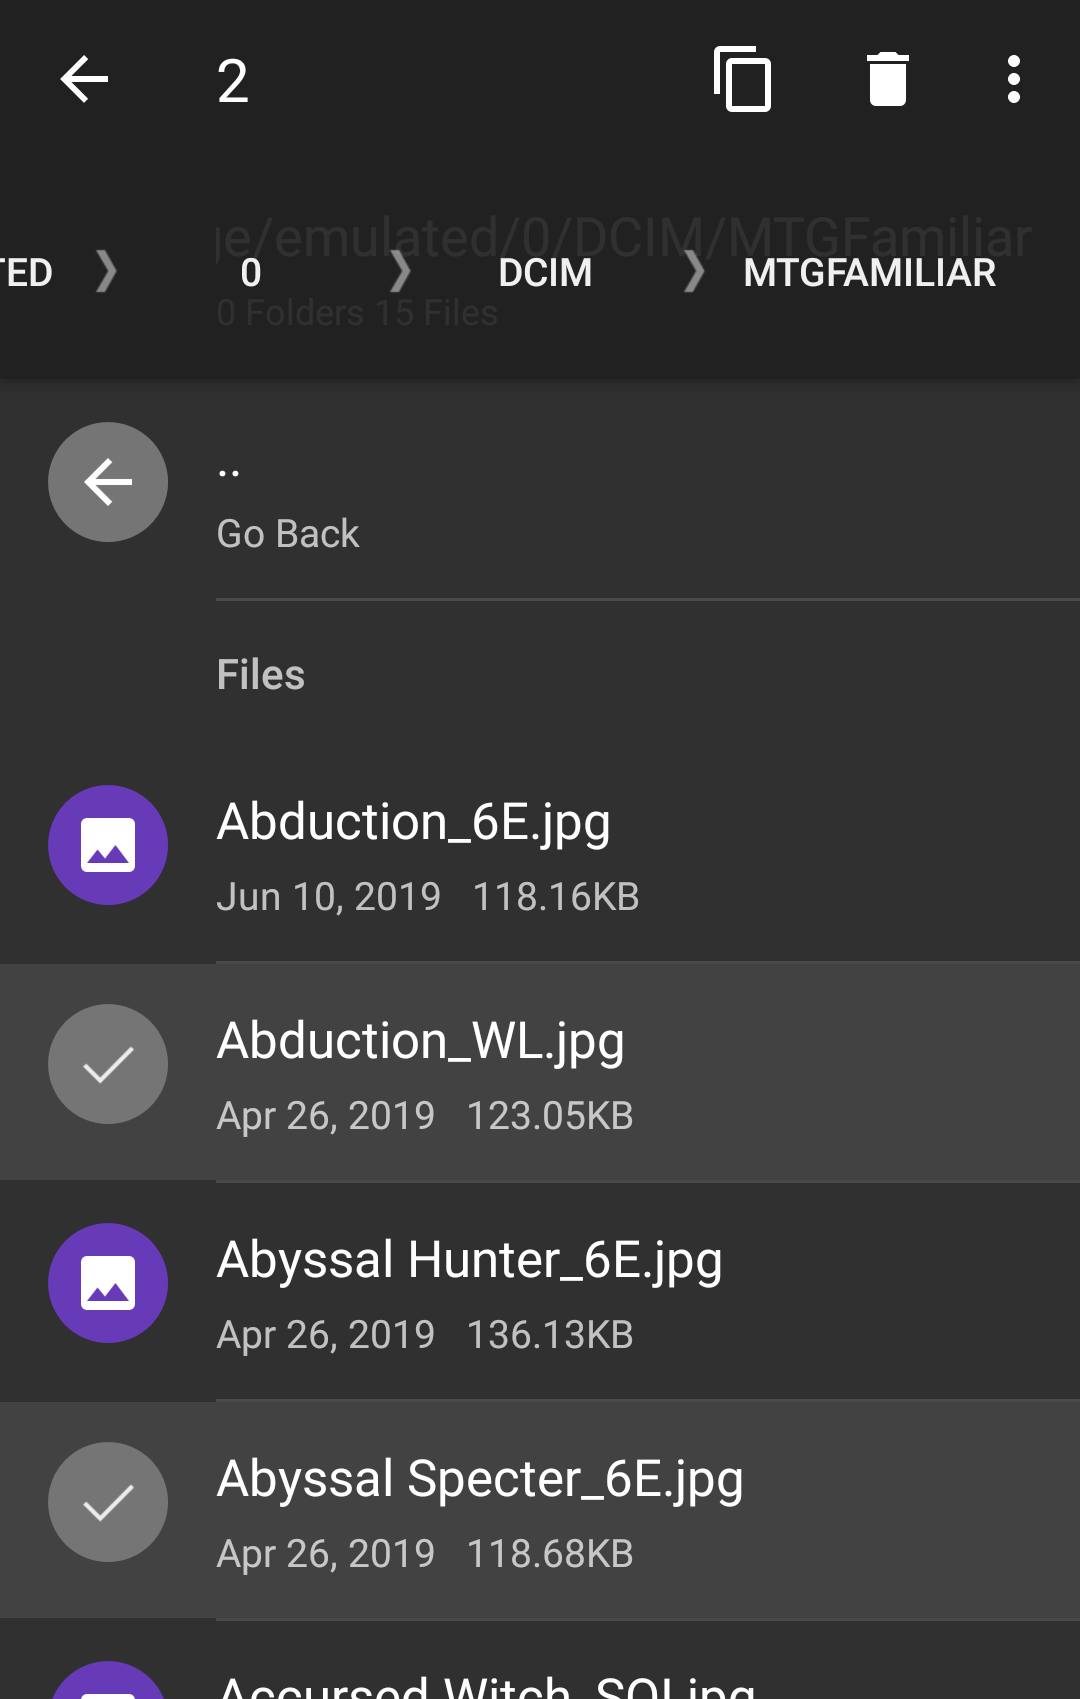 2
ge/emulated/0/DCIM/MTGFamiliar
TED 0 DCIM MTGFAMILIAR
0 Folders 15 Files
..
Go Back
Files
Abduction_6E.jpg
Jun 10, 2019 118.16KB
Abduction_WL.jpg
Apr 26, 2019 123.05KB
Abyssal Hunter_6E.jpg
Apr 26, 2019 136.13KB
Abyssal Specter_6E.jpg
Apr 26, 2019 118.68KB
Accursed Witch_SOI.jpg